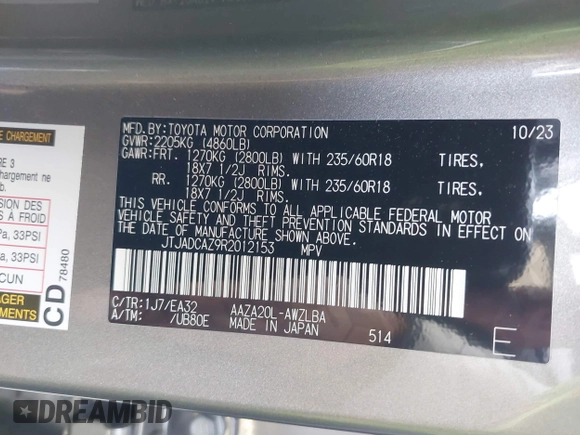 E CHARGEMENT
RE 3
hargement ne
b.
SION DES
S À FROID
Pa, 33PSI
a, 33PSI
CUN
AGER
EMENTS
CD
78480
MFD.BY:TOYOTA MOTOR CORPORATION 10/23
GVWR:2205KG (4860LB)
GAWR:FRT. 1270KG (2800LB) WITH 235/60R18 TIRES,
18X7 1/2J RIMS.
RR. 1270KG (2800LB) WITH 235/60R18 TIRES,
18X7 1/2J RIMS.
THIS VEHICLE CONFORMS TO ALL APPLICABLE FEDERAL MOTOR
VEHICLE SAFETY AND THEFT PREVENTION STANDARDS IN EFFECT ON
THE DATE OF MANUFACTURE SHOWN ABOVE.
JTJADCAZ9R2012153 MPV
C/TR:1J7/EA32 AAZA20L-AWZLBA
A/TM: /UB80E MADE IN JAPAN 514 E
DREAMBID